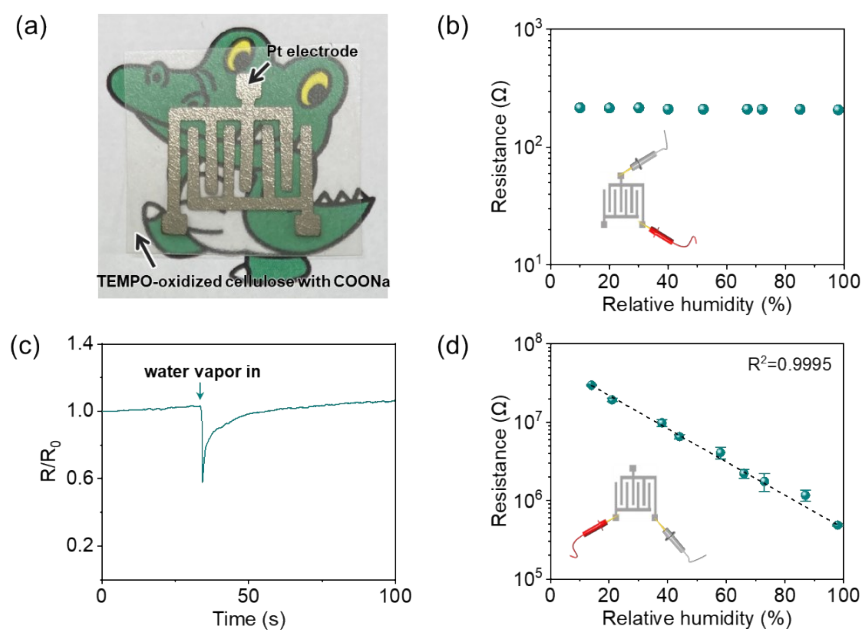 (a)
Pt electrode
TEMPO-oxidized cellulose with COONa
(b)
Resistance (Ω)
10³
10²
10¹
0 20 40 60 80 100
Relative humidity (%)
(c)
R/R₀
1.4
1.0
0.6
0.2
water vapor in
0 50 100
Time (s)
(d)
Resistance (Ω)
10⁸
10⁷
10⁶
10⁵
R²=0.9995
0 20 40 60 80 100
Relative humidity (%)